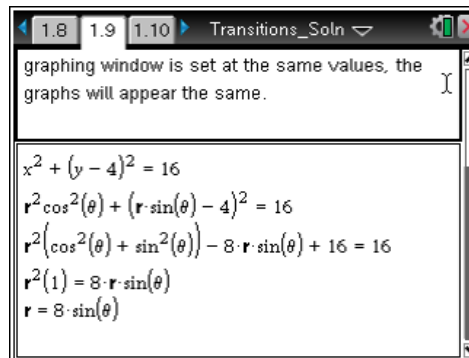 1.8 1.9 1.10 Transitions_Soln
graphing window is set at the same values, the
graphs will appear the same.
x² + (y − 4)² = 16
r²cos²(θ) + (r·sin(θ) − 4)² = 16
r²(cos²(θ) + sin²(θ)) − 8·r·sin(θ) + 16 = 16
r²(1) = 8·r·sin(θ)
r = 8·sin(θ)